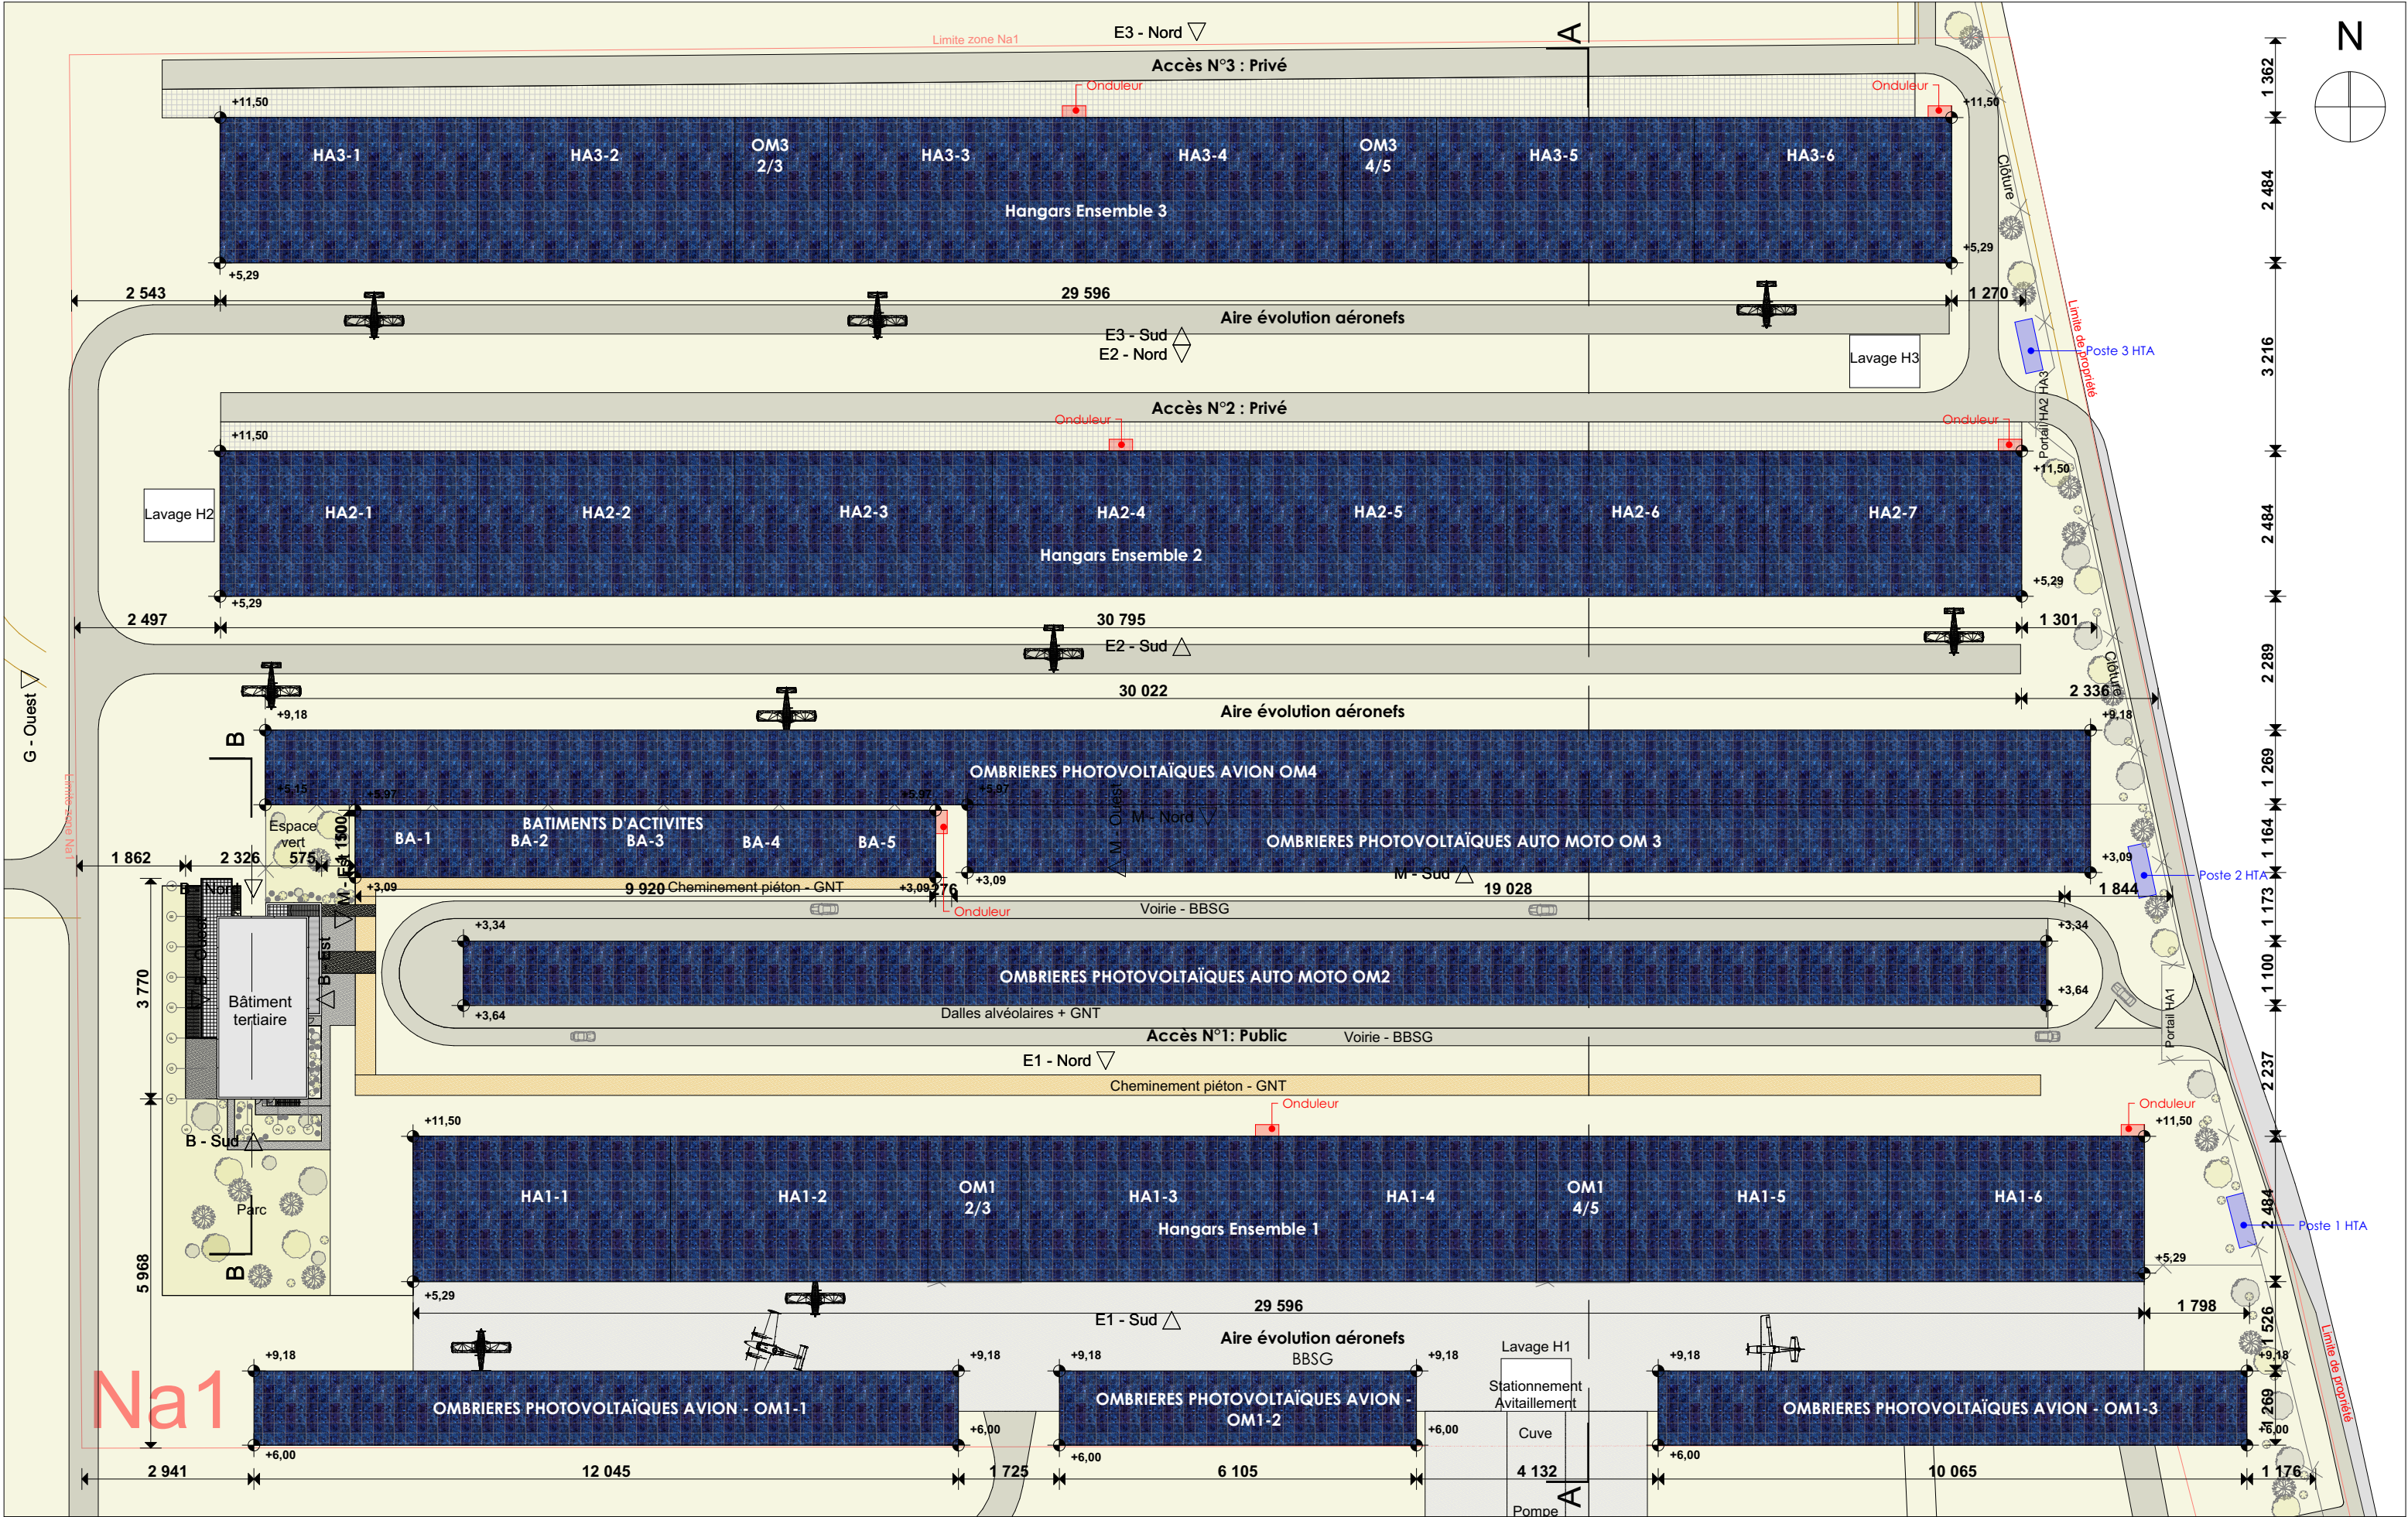 E3 - Nord
A
N
Limite zone Na1
Accès N°3 : Privé
1 362
Onduleur
Onduleur
+11,50
+11,50
HA3-1
HA3-2
OM3
2/3
HA3-3
HA3-4
OM3
4/5
HA3-5
HA3-6
Clôture
2 484
Hangars Ensemble 3
+5,29
+5,29
2 543
29 596
1 270
Aire évolution aéronefs
E3 - Sud
E2 - Nord
Lavage H3
Limite de propriété
Poste 3 HTA
3 216
Portail HA2 HA3
Accès N°2 : Privé
Onduleur
Onduleur
+11,50
+11,50
Lavage H2
HA2-1
HA2-2
HA2-3
HA2-4
HA2-5
HA2-6
HA2-7
2 484
Hangars Ensemble 2
+5,29
+5,29
2 497
30 795
1 301
E2 - Sud
Clôture
2 289
G - Ouest
30 022
2 336
Aire évolution aéronefs
+9,18
+9,18
B
OMBRIERES PHOTOVOLTAÏQUES AVION OM4
1 269
Limite zone Na1
+5,15
+5,97
+5,97
+5,97
Espace
vert
BATIMENTS D'ACTIVITES
BA-1
BA-2
BA-3
BA-4
BA-5
M - Ouest
M - Nord
OMBRIERES PHOTOVOLTAÏQUES AUTO MOTO OM 3
1 164
1 862
2 326
575
M - Est
+3,09
+3,09
+3,09
+3,09
9 920
Cheminement piéton - GNT
276
M - Sud
19 028
1 844
Poste 2 HTA
1 173
B - Nord
Onduleur
Voirie - BBSG
B - Ouest
B - Est
+3,34
+3,34
3 770
Bâtiment
tertiaire
OMBRIERES PHOTOVOLTAÏQUES AUTO MOTO OM2
1 100
+3,64
+3,64
Dalles alvéolaires + GNT
Portail HA1
Accès N°1: Public
Voirie - BBSG
E1 - Nord
2 237
Cheminement piéton - GNT
Onduleur
Onduleur
+11,50
+11,50
B - Sud
HA1-1
HA1-2
OM1
2/3
HA1-3
HA1-4
OM1
4/5
HA1-5
HA1-6
2 484
Parc
Hangars Ensemble 1
Poste 1 HTA
B
5 968
+5,29
+5,29
29 596
1 798
E1 - Sud
1 526
Aire évolution aéronefs
BBSG
Lavage H1
Limite de propriété
+9,18
+9,18
+9,18
+9,18
+9,18
+9,18
Na1
Stationnement
Avitaillement
OMBRIERES PHOTOVOLTAÏQUES AVION - OM1-1
OMBRIERES PHOTOVOLTAÏQUES AVION -
OM1-2
OMBRIERES PHOTOVOLTAÏQUES AVION - OM1-3
1 269
Cuve
+6,00
+6,00
+6,00
+6,00
+6,00
+6,00
2 941
12 045
1 725
6 105
4 132
10 065
1 176
A
Pompe